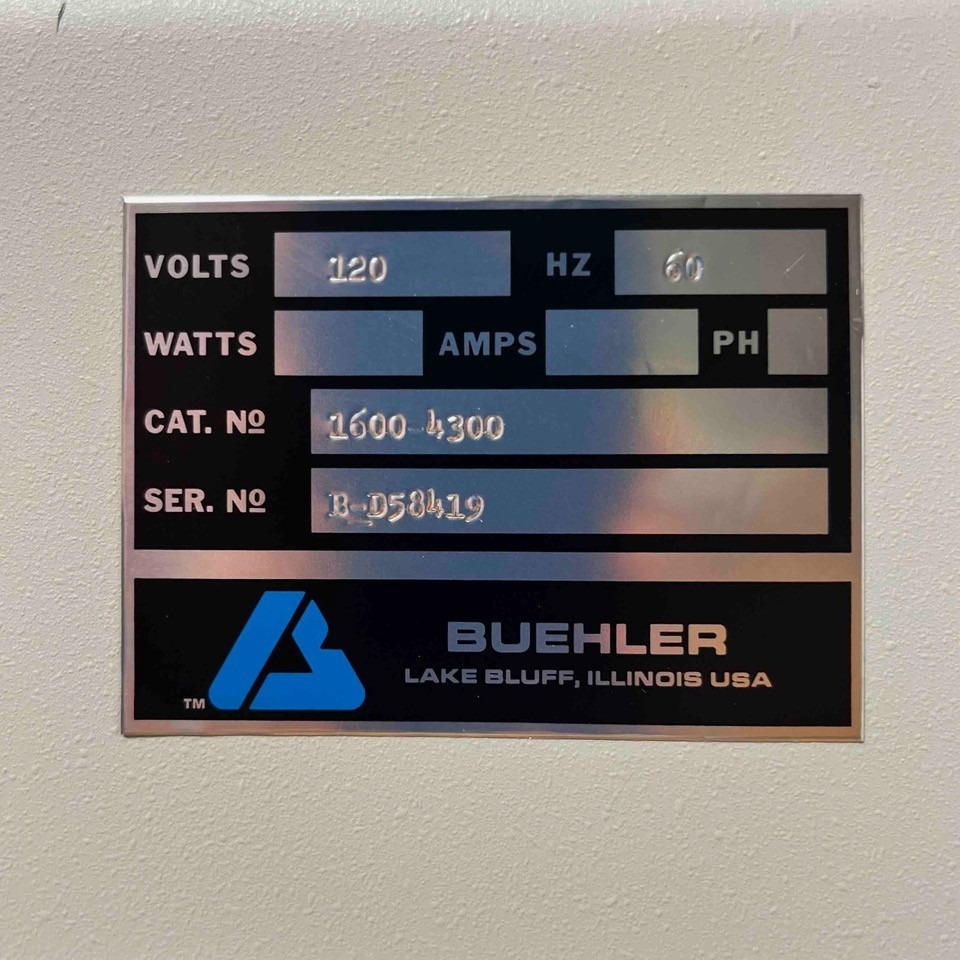 VOLTS 120 HZ 60
WATTS AMPS PH
CAT. Nº 1600-4300
SER. Nº B-D58419
BUEHLER
LAKE BLUFF, ILLINOIS USA
TM